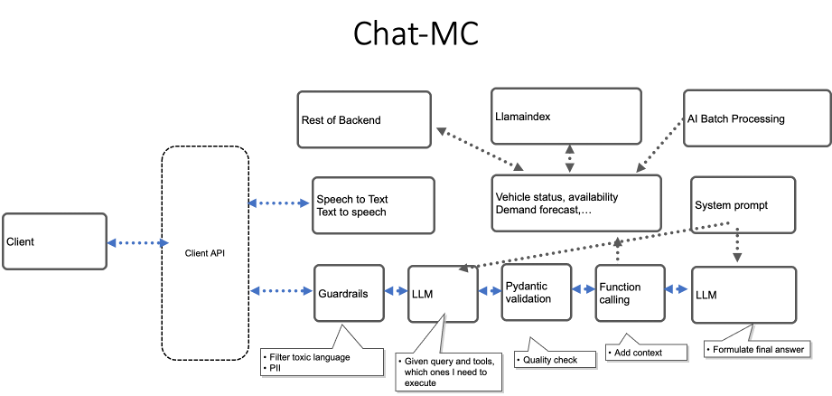 Chat-MC
Rest of Backend
Llamaindex
AI Batch Processing
Speech to Text
Text to speech
Vehicle status, availability
Demand forecast,...
System prompt
Client
Client API
Guardrails
LLM
Pydantic
validation
Function
calling
LLM
• Filter toxic language
• PII
• Given query and tools,
which ones I need to
execute
• Quality check
• Add context
• Formulate final answer